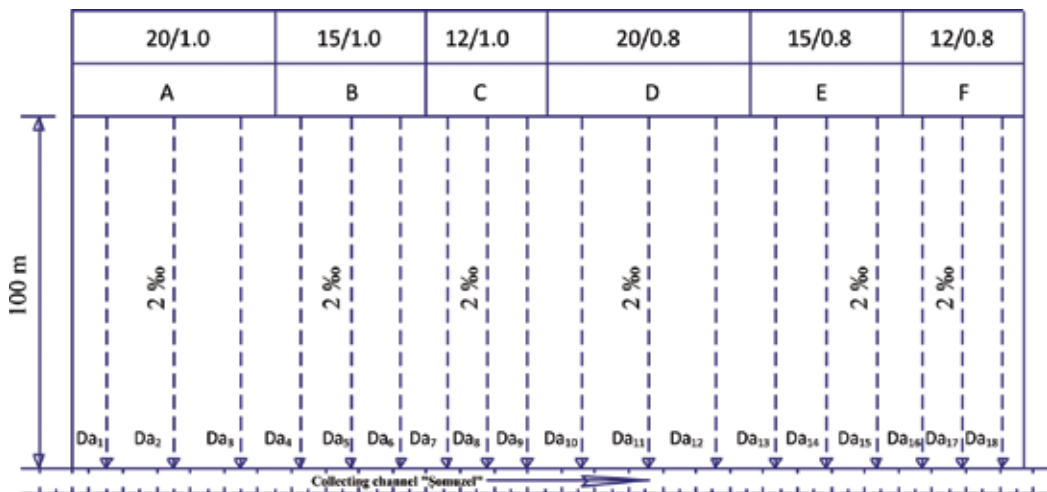 20/1.0 15/1.0 12/1.0 20/0.8 15/0.8 12/0.8
A B C D E F
100 m
2 ‰ 2 ‰ 2 ‰ 2 ‰ 2 ‰ 2 ‰
Da₁ Da₂ Da₃ Da₄ Da₅ Da₆ Da₇ Da₈ Da₉ Da₁₀ Da₁₁ Da₁₂ Da₁₃ Da₁₄ Da₁₅ Da₁₆ Da₁₇ Da₁₈
Collecting channel "Somuzel"